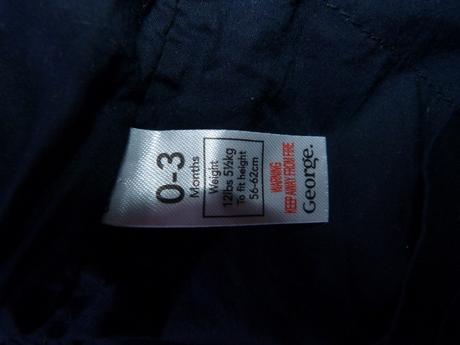 0-3
Months
Weight
12lbs 5½kg
To fit height
56-62cm
WARNING
KEEP AWAY FROM FIRE
George.